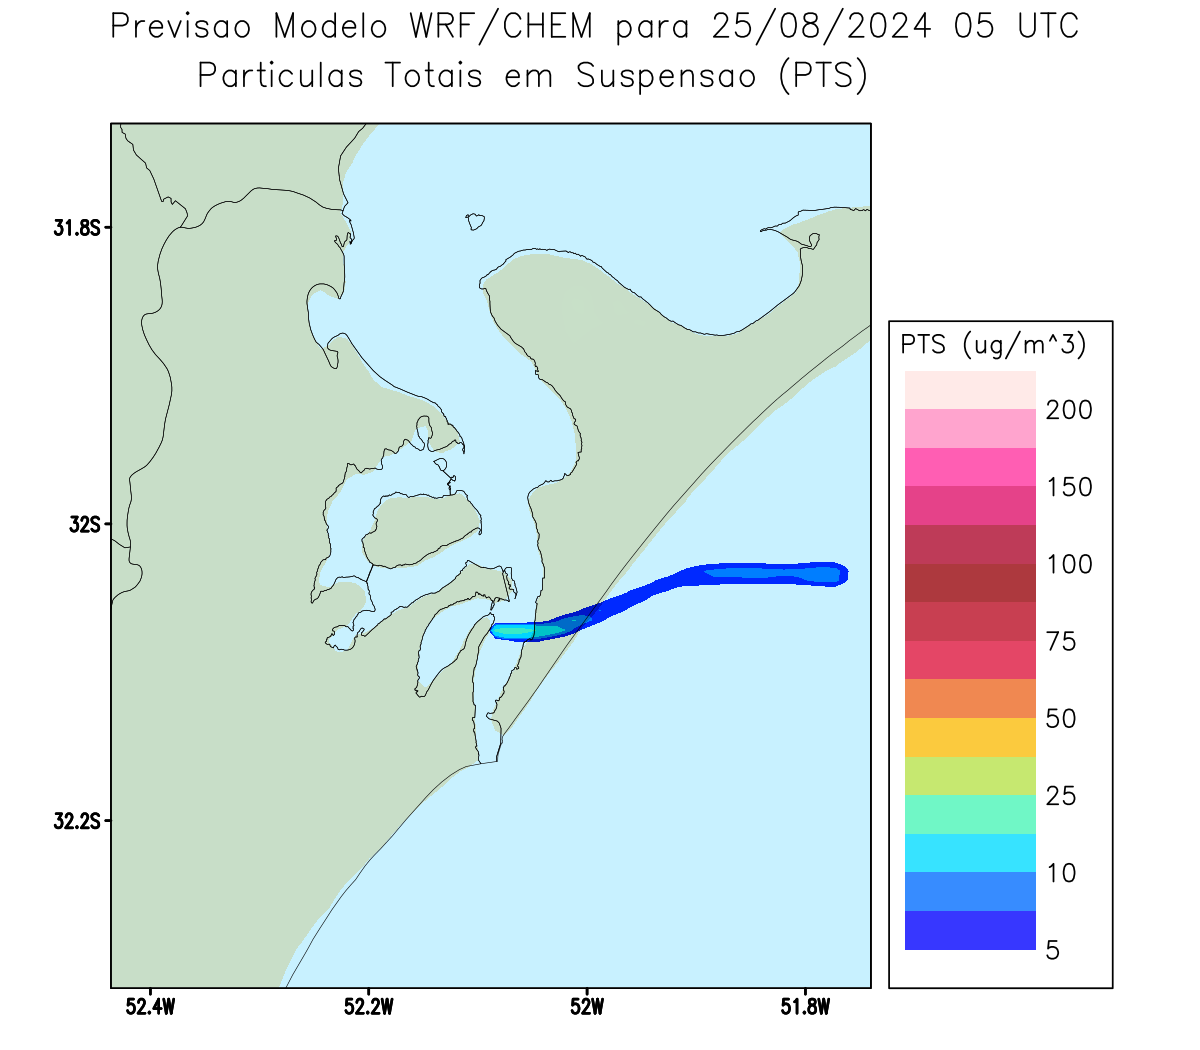 Previsao Modelo WRF/CHEM para 25/08/2024 05 UTC
Particulas Totais em Suspensao (PTS)
31.8S
32S
32.2S
52.4W
52.2W
52W
51.8W
PTS (ug/m^3)
200
150
100
75
50
25
10
5